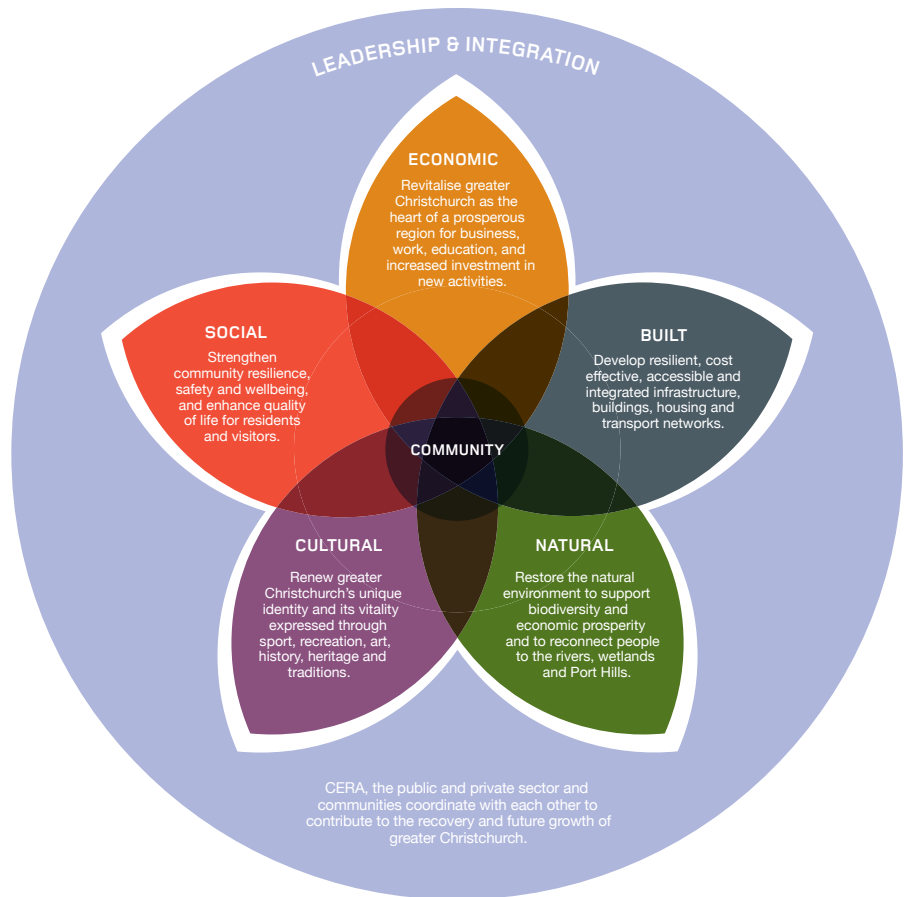 LEADERSHIP & INTEGRATION
ECONOMIC
Revitalise greater
Christchurch as the
heart of a prosperous
region for business,
work, education, and
increased investment in
new activities.
SOCIAL
Strengthen
community resilience,
safety and wellbeing,
and enhance quality
of life for residents
and visitors.
BUILT
Develop resilient, cost
effective, accessible and
integrated infrastructure,
buildings, housing and
transport networks.
COMMUNITY
CULTURAL
Renew greater
Christchurch’s unique
identity and its vitality
expressed through
sport, recreation, art,
history, heritage and
traditions.
NATURAL
Restore the natural
environment to support
biodiversity and
economic prosperity
and to reconnect people
to the rivers, wetlands
and Port Hills.
CERA, the public and private sector and
communities coordinate with each other to
contribute to the recovery and future growth of
greater Christchurch.